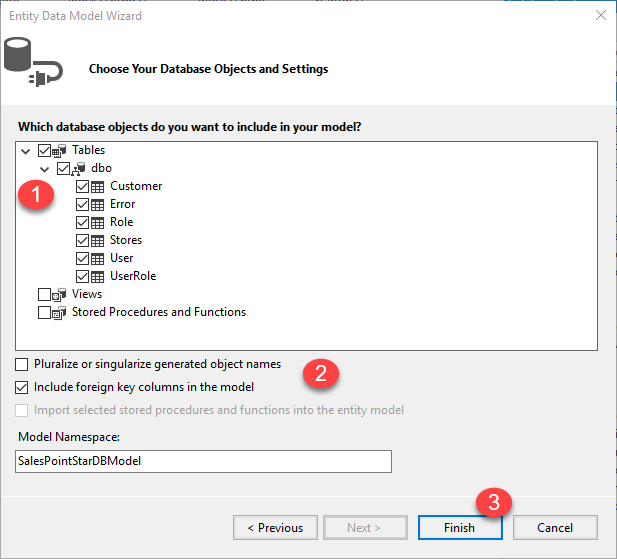 Entity Data Model Wizard
Choose Your Database Objects and Settings
Which database objects do you want to include in your model?
Tables
dbo
1
Customer
Error
Role
Stores
User
UserRole
Views
Stored Procedures and Functions
Pluralize or singularize generated object names
2
Include foreign key columns in the model
Import selected stored procedures and functions into the entity model
Model Namespace:
SalesPointStarDBModel
3
< Previous Next > Finish Cancel